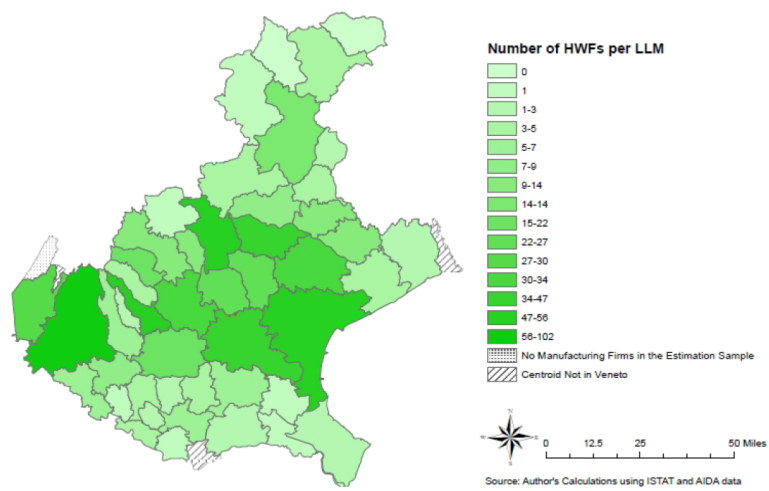 Number of HWFs per LLM
0
1
1-3
3-5
5-7
7-9
9-14
14-14
15-22
22-27
27-30
30-34
34-47
47-56
56-102
No Manufacturing Firms in the Estimation Sample
Centroid Not in Veneto
N
W E
S
0 12.5 25 50 Miles
Source: Author's Calculations using ISTAT and AIDA data